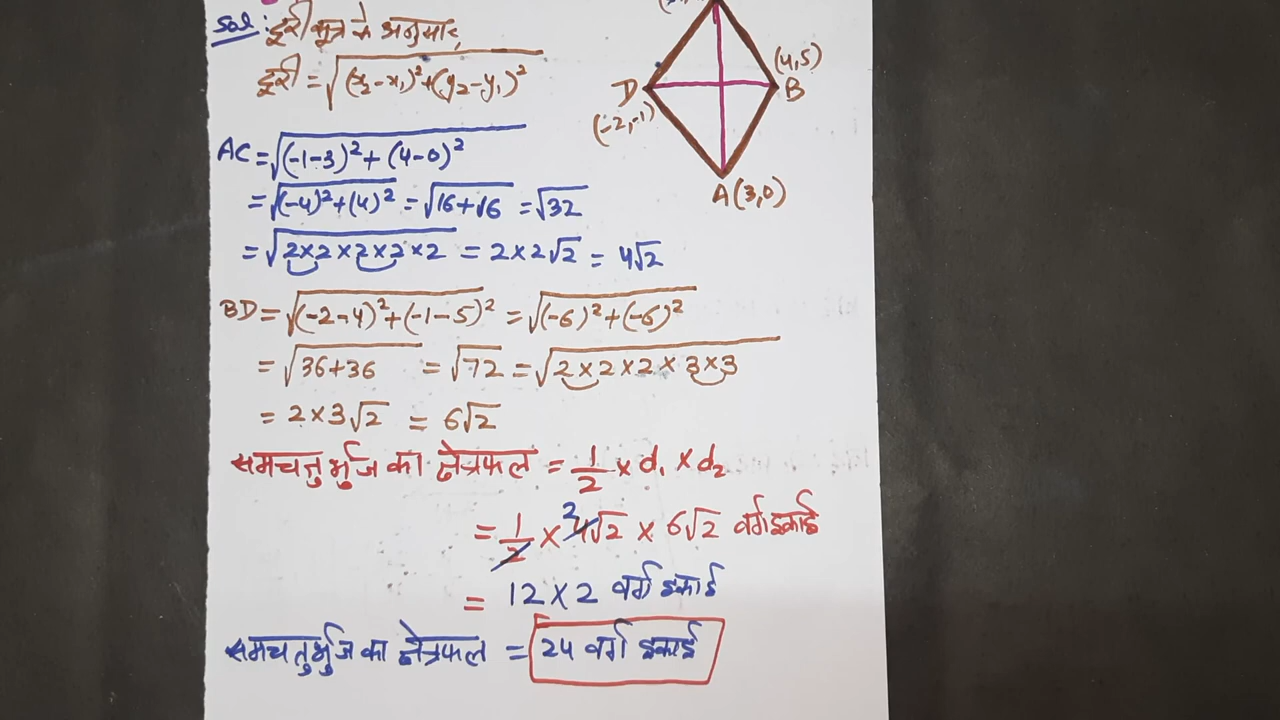 Sol: दूरी सूत्र के अनुसार,
दूरी = √(x₂-x₁)²+(y₂-y₁)²
(4,5)
D
B
(-2,-1)
A(3,0)
AC = √(-1-3)²+(4-0)²
= √(-4)²+(4)² = √16+16 = √32
= √2×2×2×2×2 = 2×2√2 = 4√2
BD = √(-2-4)²+(-1-5)² = √(-6)²+(-6)²
= √36+36 = √72 = √2×2×2×3×3
= 2×3√2 = 6√2
समचतुर्भुज का क्षेत्रफल = 1/2 × d₁ × d₂
= 1/2 × 4√2 × 6√2 वर्ग इकाई
2
= 12×2 वर्ग इकाई
समचतुर्भुज का क्षेत्रफल = 24 वर्ग इकाई